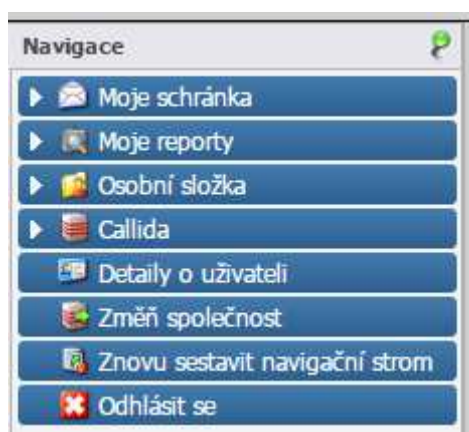 Navigace
Moje schránka
Moje reporty
Osobní složka
Callida
Detaily o uživateli
Změň společnost
Znovu sestavit navigační strom
Odhlásit se